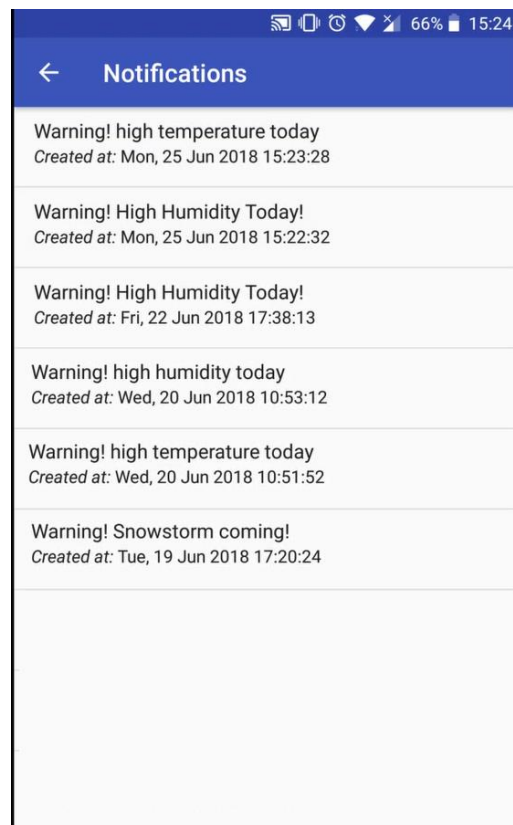 66% 15:24
Notifications
Warning! high temperature today
Created at: Mon, 25 Jun 2018 15:23:28
Warning! High Humidity Today!
Created at: Mon, 25 Jun 2018 15:22:32
Warning! High Humidity Today!
Created at: Fri, 22 Jun 2018 17:38:13
Warning! high humidity today
Created at: Wed, 20 Jun 2018 10:53:12
Warning! high temperature today
Created at: Wed, 20 Jun 2018 10:51:52
Warning! Snowstorm coming!
Created at: Tue, 19 Jun 2018 17:20:24